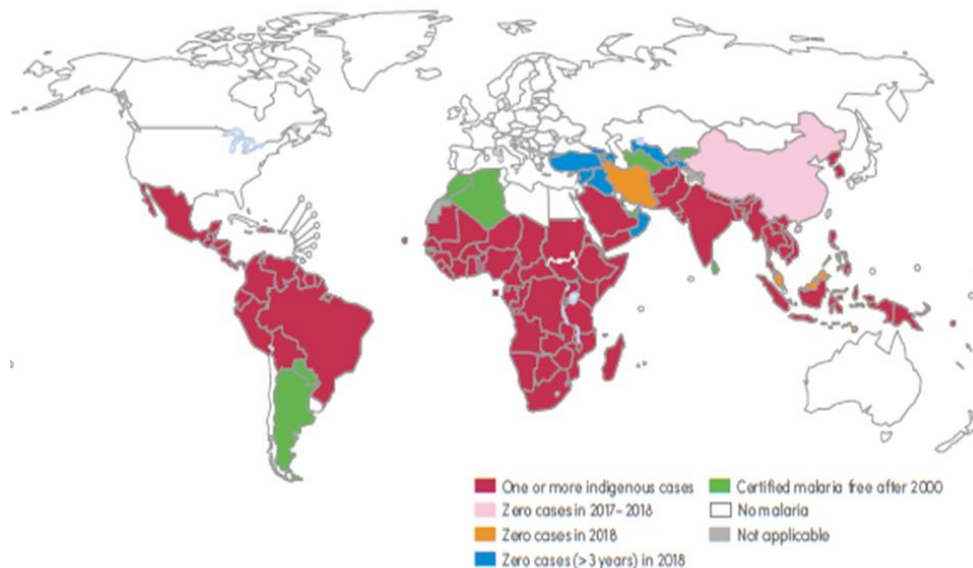 One or more indigenous cases
Zero cases in 2017–2018
Zero cases in 2018
Zero cases (>3 years) in 2018
Certified malaria free after 2000
No malaria
Not applicable